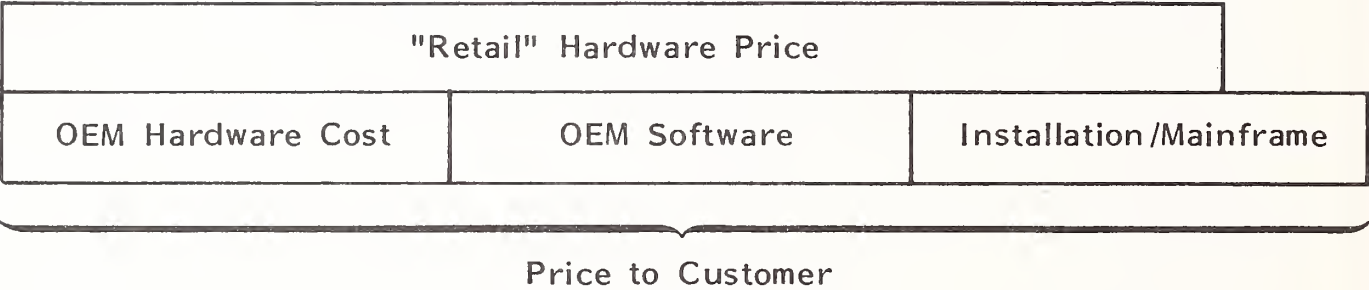 "Retail" Hardware Price
OEM Hardware Cost OEM Software Installation/Mainframe
Price to Customer